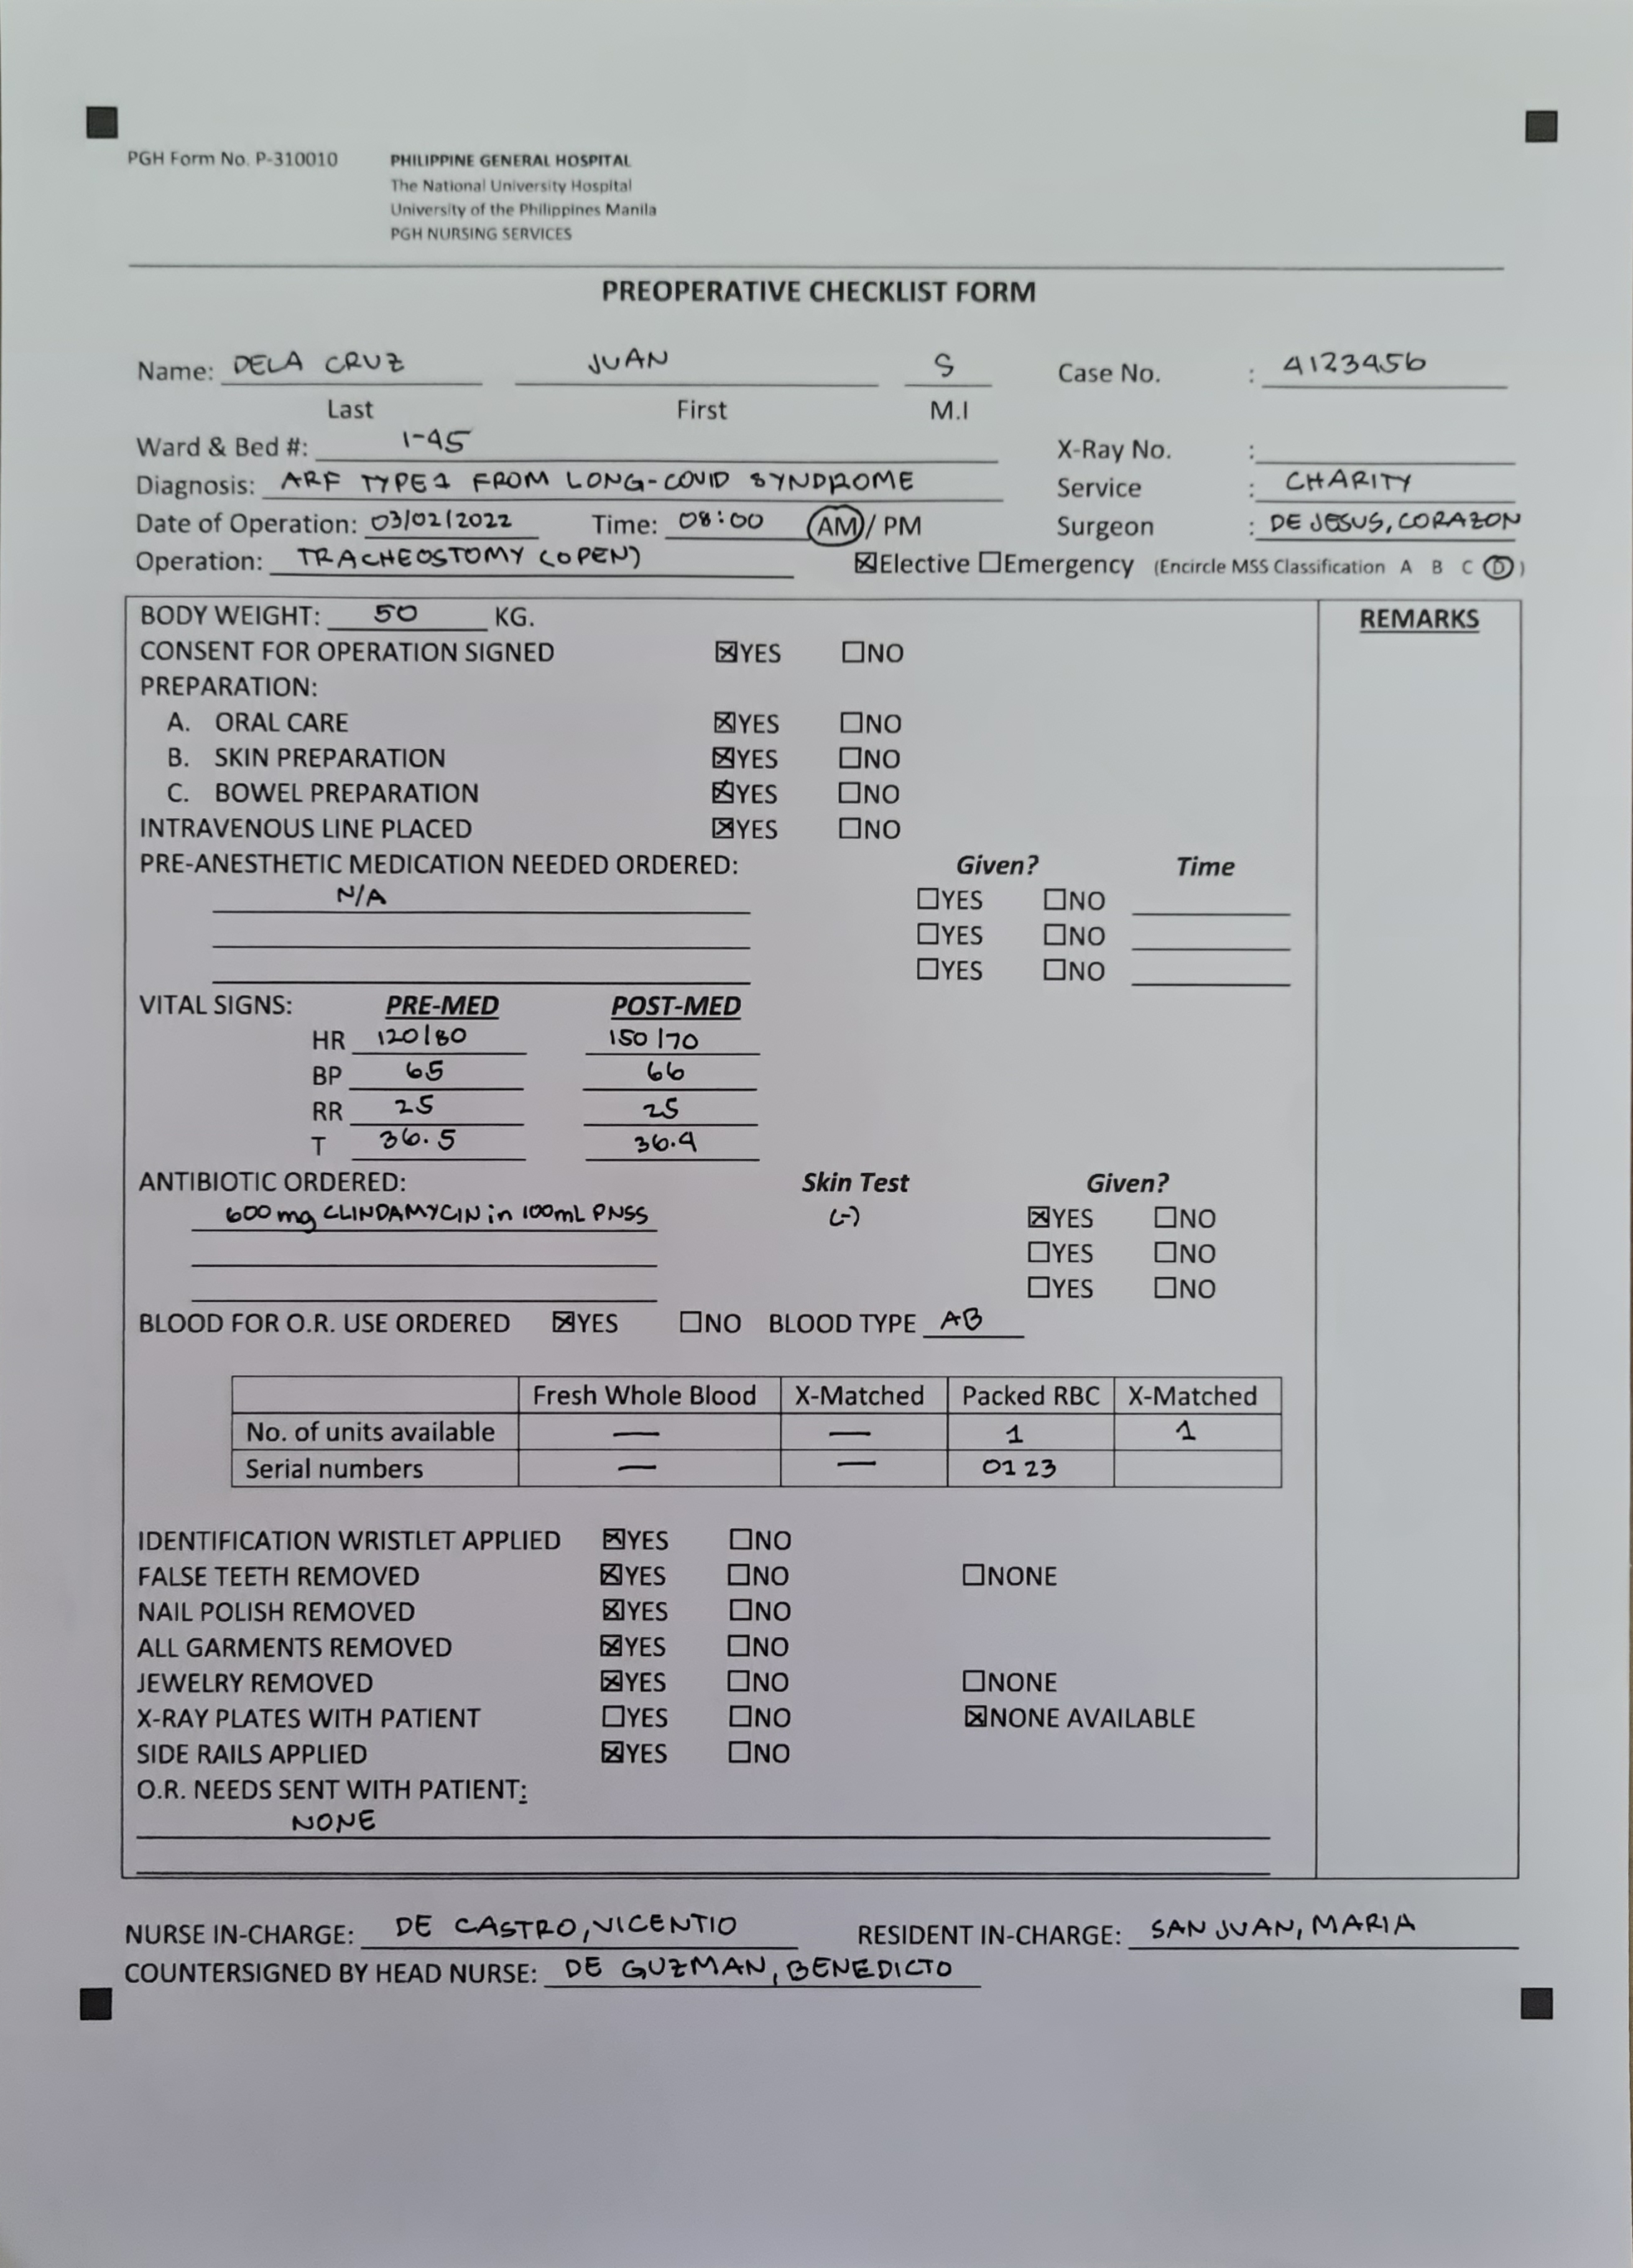 PGH Form No. P-310010 PHILIPPINE GENERAL HOSPITAL
The National University Hospital
University of the Philippines Manila
PGH NURSING SERVICES
PREOPERATIVE CHECKLIST FORM
Name: DELA CRUZ JUAN S Case No. : 4123456
Last First M.I
Ward & Bed #: 1-45 X-Ray No. :
Diagnosis: ARF TYPE 1 FROM LONG-COVID SYNDROME Service : CHARITY
Date of Operation: 03/02/2022 Time: 08:00 AM / PM Surgeon : DE JESUS, CORAZON
Operation: TRACHEOSTOMY (OPEN) ☒Elective ☐Emergency (Encircle MSS Classification A B C D )
BODY WEIGHT: 50 KG. REMARKS
CONSENT FOR OPERATION SIGNED ☒YES ☐NO
PREPARATION:
A. ORAL CARE ☒YES ☐NO
B. SKIN PREPARATION ☒YES ☐NO
C. BOWEL PREPARATION ☒YES ☐NO
INTRAVENOUS LINE PLACED ☒YES ☐NO
PRE-ANESTHETIC MEDICATION NEEDED ORDERED: Given? Time
N/A ☐YES ☐NO
☐YES ☐NO
☐YES ☐NO
VITAL SIGNS: PRE-MED POST-MED
HR 120/80 150/70
BP 65 66
RR 25 25
T 36.5 36.4
ANTIBIOTIC ORDERED: Skin Test Given?
600 mg CLINDAMYCIN in 100mL PNSS (-) ☒YES ☐NO
☐YES ☐NO
☐YES ☐NO
BLOOD FOR O.R. USE ORDERED ☒YES ☐NO BLOOD TYPE AB
Fresh Whole Blood X-Matched Packed RBC X-Matched
No. of units available — — 1 1
Serial numbers — — 0123
IDENTIFICATION WRISTLET APPLIED ☒YES ☐NO
FALSE TEETH REMOVED ☒YES ☐NO ☐NONE
NAIL POLISH REMOVED ☒YES ☐NO
ALL GARMENTS REMOVED ☒YES ☐NO
JEWELRY REMOVED ☒YES ☐NO ☐NONE
X-RAY PLATES WITH PATIENT ☐YES ☐NO ☒NONE AVAILABLE
SIDE RAILS APPLIED ☒YES ☐NO
O.R. NEEDS SENT WITH PATIENT:
NONE
NURSE IN-CHARGE: DE CASTRO, VICENTIO RESIDENT IN-CHARGE: SAN JUAN, MARIA
COUNTERSIGNED BY HEAD NURSE: DE GUZMAN, BENEDICTO